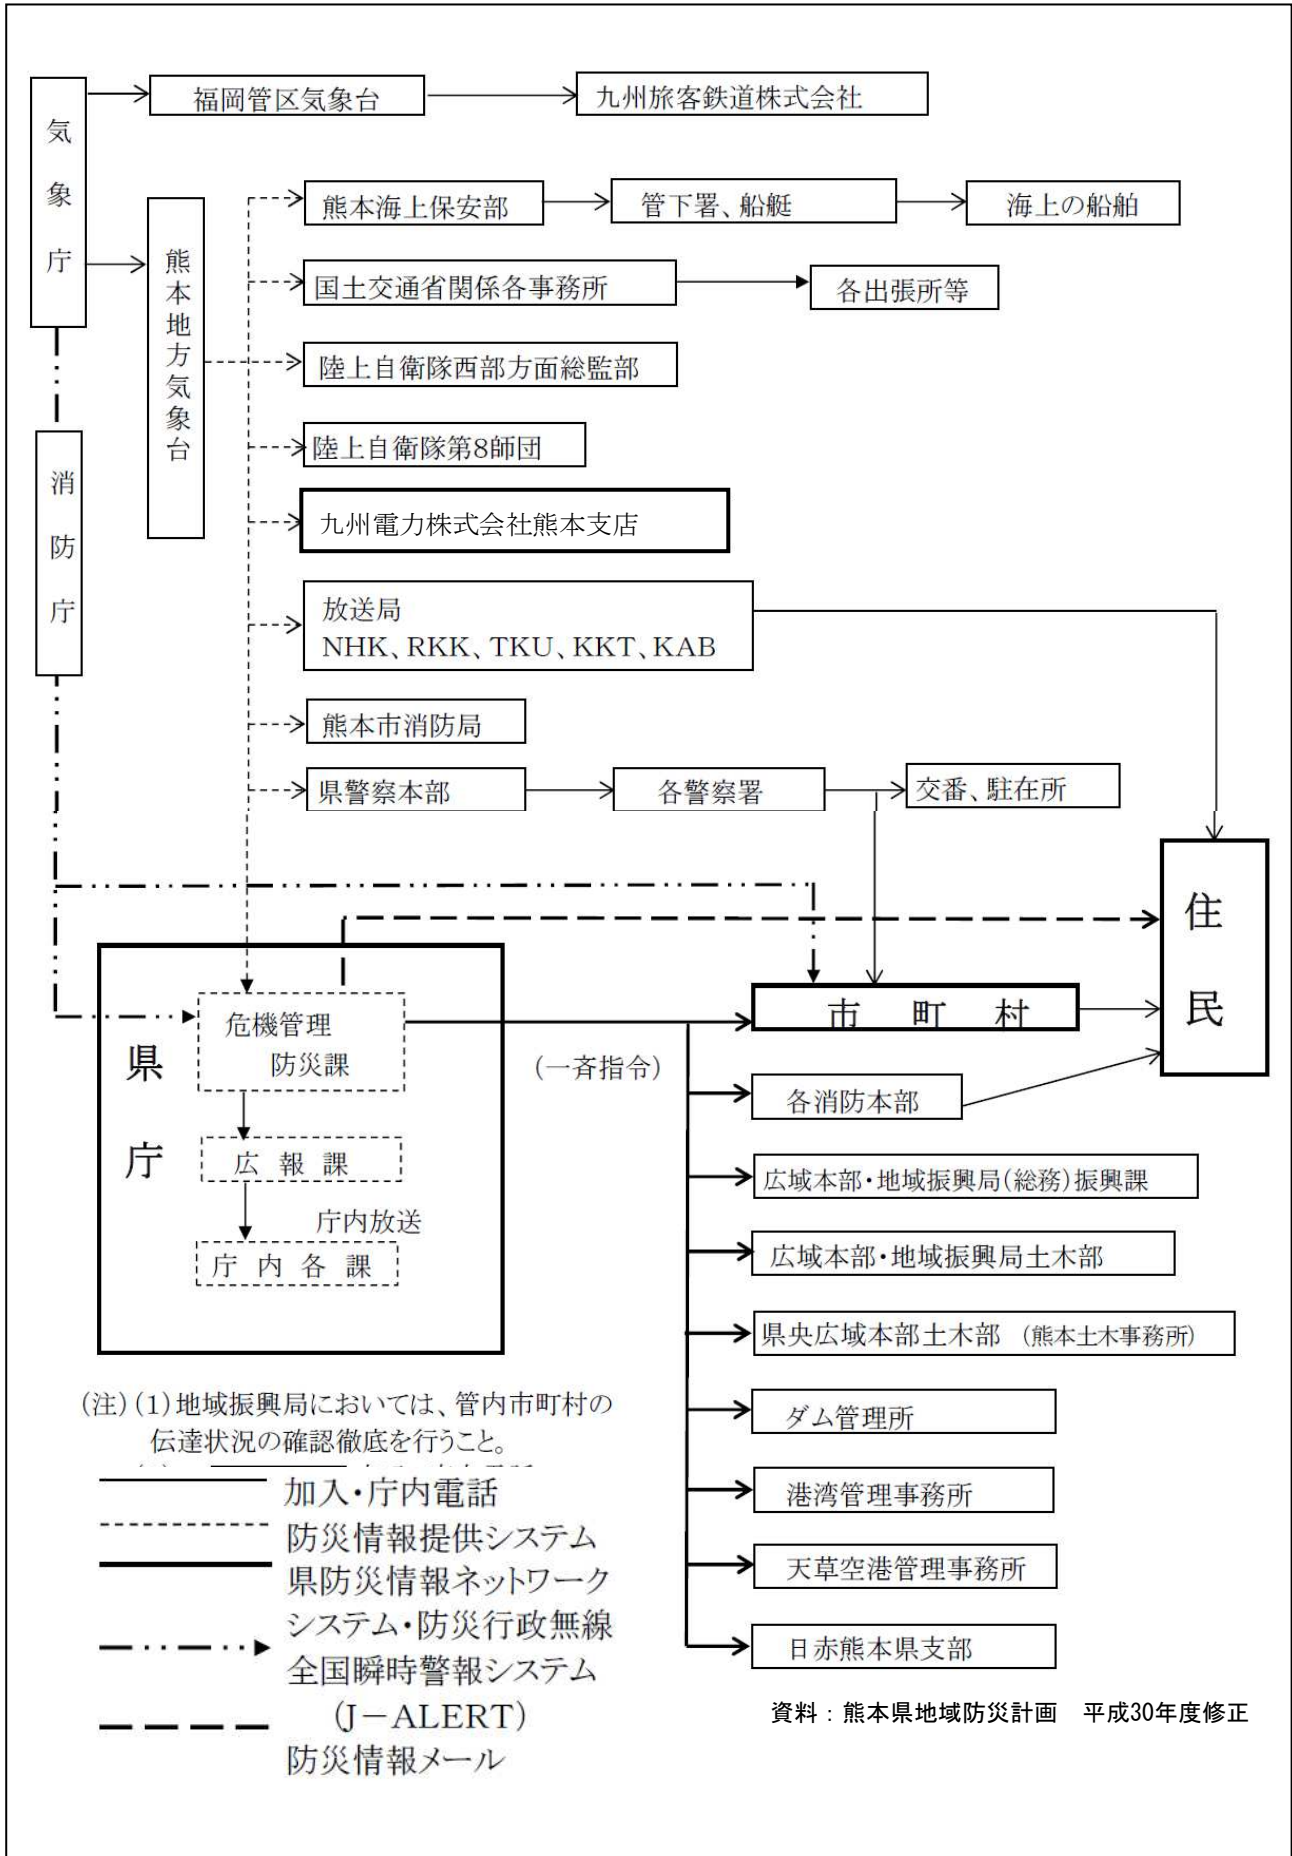 気象庁
福岡管区気象台
九州旅客鉄道株式会社
熊本地方気象台
熊本海上保安部
管下署、船艇
海上の船舶
国土交通省関係各事務所
各出張所等
陸上自衛隊西部方面総監部
消防庁
陸上自衛隊第8師団
九州電力株式会社熊本支店
放送局
NHK、RKK、TKU、KKT、KAB
熊本市消防局
県警察本部
各警察署
交番、駐在所
住民
県庁
危機管理
防災課
(一斉指令)
市 町 村
各消防本部
広 報 課
庁内放送
庁 内 各 課
広域本部・地域振興局(総務)振興課
広域本部・地域振興局土木部
県央広域本部土木部 (熊本土木事務所)
ダム管理所
港湾管理事務所
天草空港管理事務所
日赤熊本県支部
(注)(1)地域振興局においては、管内市町村の
伝達状況の確認徹底を行うこと。
加入・庁内電話
防災情報提供システム
県防災情報ネットワーク
システム・防災行政無線
全国瞬時警報システム
(J-ALERT)
防災情報メール
資料:熊本県地域防災計画 平成30年度修正